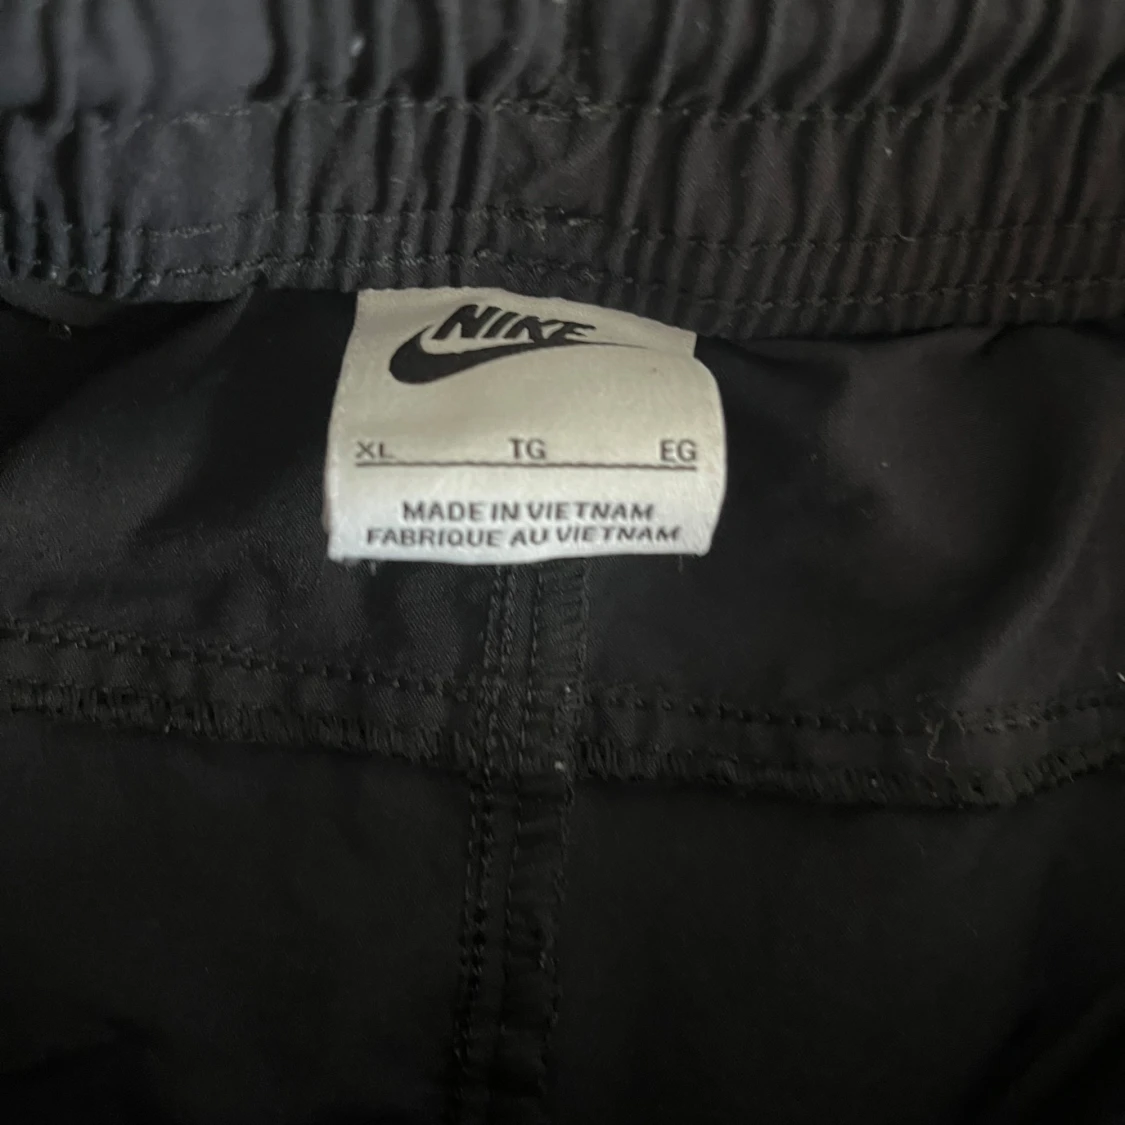 NIKE
XL TG EG
MADE IN VIETNAM
FABRIQUE AU VIETNAM